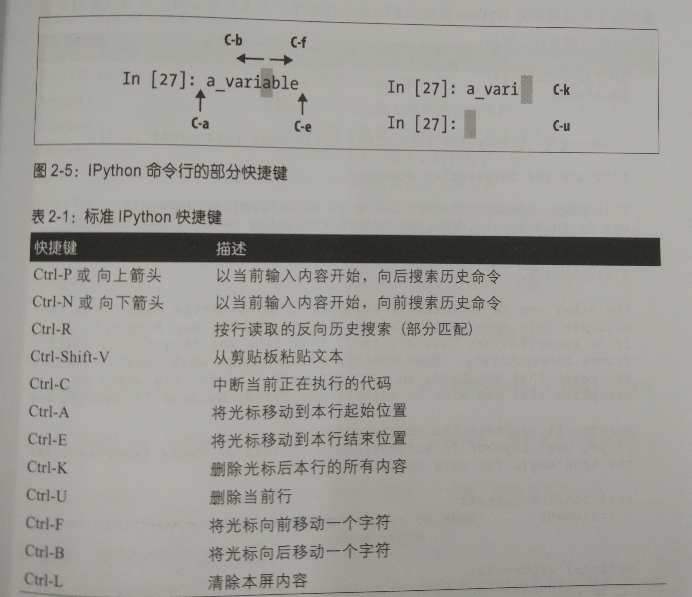 C-b C-f
In [27]: a_variable
C-a C-e
In [27]: a_vari C-k
In [27]: C-u
图 2-5：IPython 命令行的部分快捷键
表 2-1：标准 IPython 快捷键
快捷键 描述
Ctrl-P 或 向上箭头 以当前输入内容开始，向后搜索历史命令
Ctrl-N 或 向下箭头 以当前输入内容开始，向前搜索历史命令
Ctrl-R 按行读取的反向历史搜索（部分匹配）
Ctrl-Shift-V 从剪贴板粘贴文本
Ctrl-C 中断当前正在执行的代码
Ctrl-A 将光标移动到本行起始位置
Ctrl-E 将光标移动到本行结束位置
Ctrl-K 删除光标后本行的所有内容
Ctrl-U 删除当前行
Ctrl-F 将光标向前移动一个字符
Ctrl-B 将光标向后移动一个字符
Ctrl-L 清除本屏内容